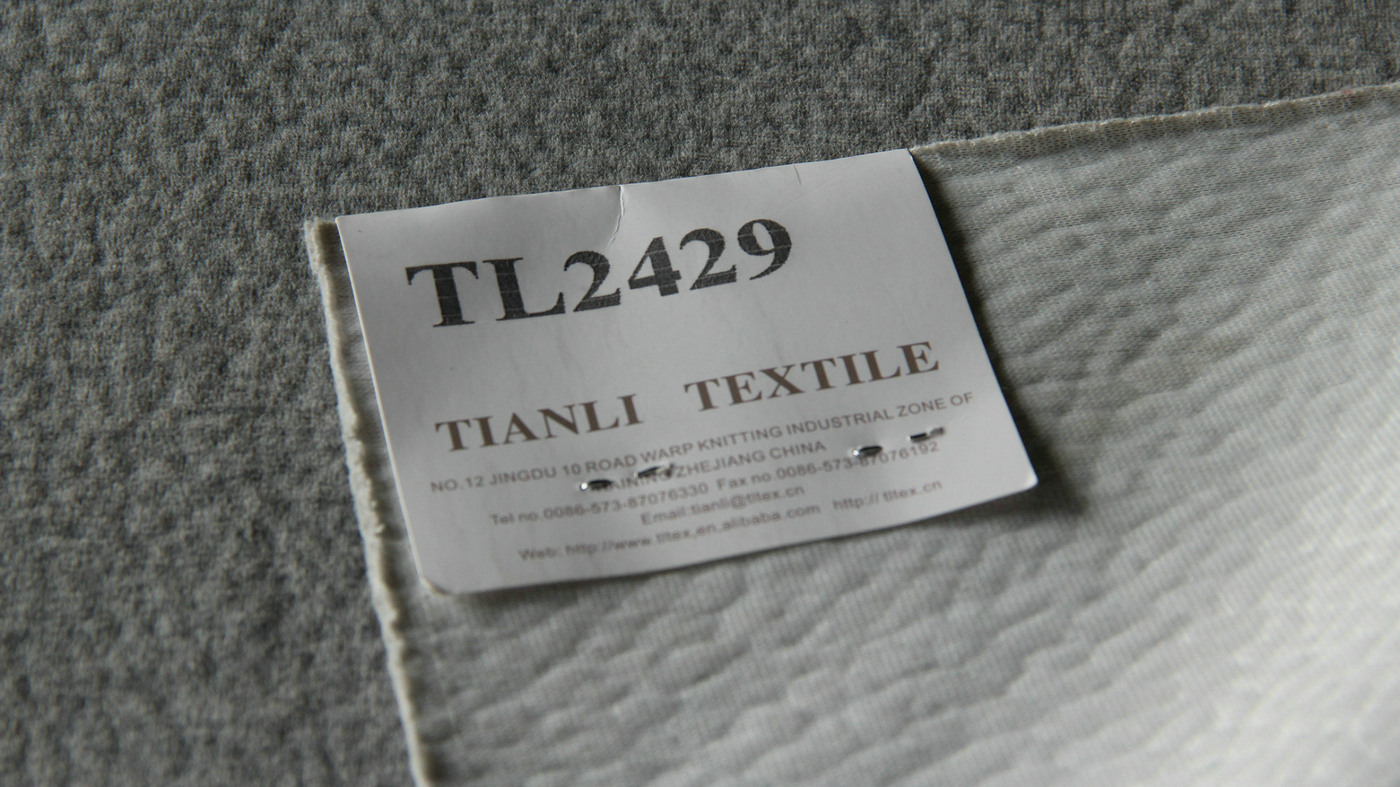 TL2429
TIANLI TEXTILE
NO.12 JINGDU 10 ROAD WARP KNITTING INDUSTRIAL ZONE OF
ZHEJIANG CHINA
Tel no.0086-573-87076330 Fax no.0086-573-87076192
Email:tianli@tltex.cn http:// tltex.cn
Web: http://www.tltex.en.alibaba.com